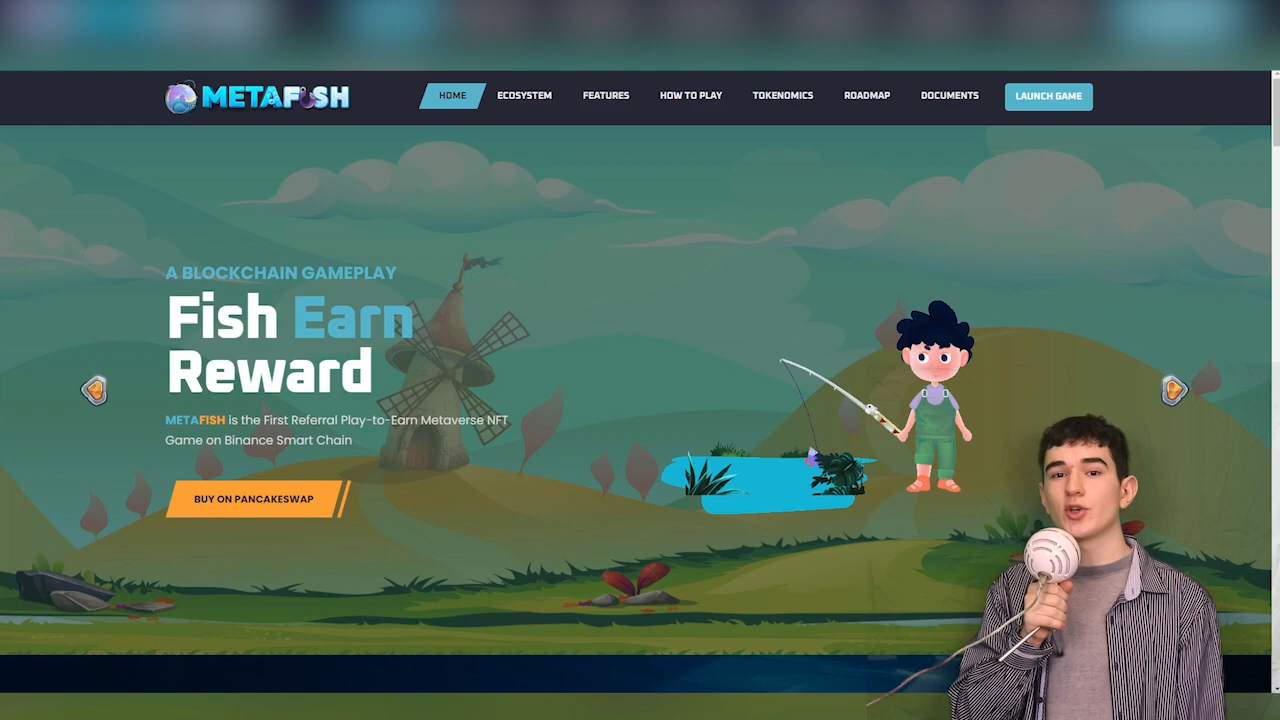 METAFISH
HOME
ECOSYSTEM
FEATURES
HOW TO PLAY
TOKENOMICS
ROADMAP
DOCUMENTS
LAUNCH GAME
A BLOCKCHAIN GAMEPLAY
Fish Earn
Reward
METAFISH is the First Referral Play-to-Earn Metaverse NFT
Game on Binance Smart Chain
BUY ON PANCAKESWAP